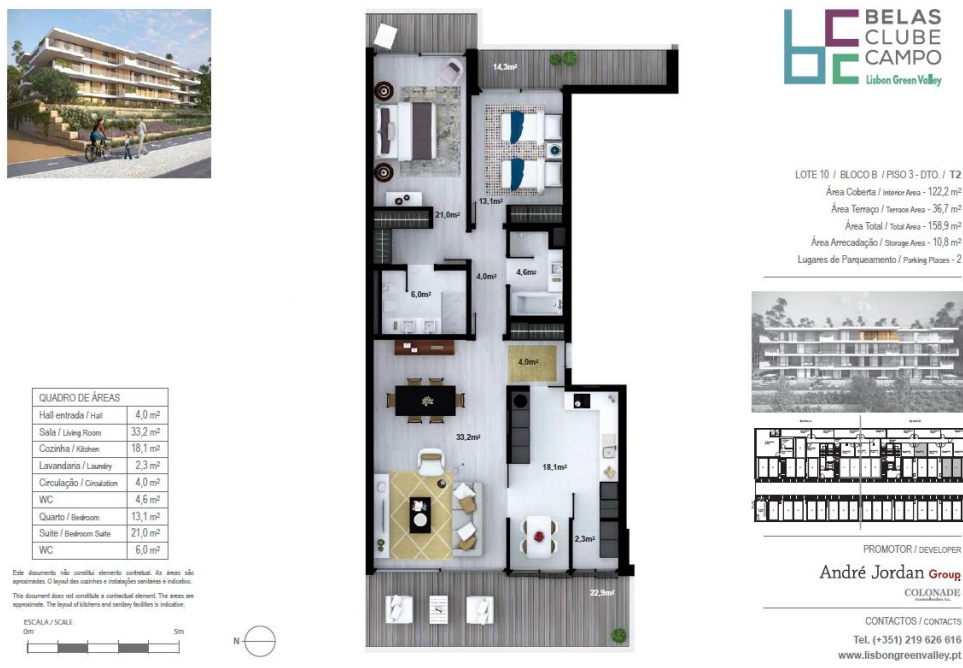 BELAS
CLUBE
CAMPO
Lisbon Green Valley
LOTE 10 / BLOCO B / PISO 3 - DTO. / T2
Área Coberta / Interior Area - 122,2 m²
Área Terraço / Terrace Area - 36,7 m²
Área Total / Total Area - 158,9 m²
Área Arrecadação / Storage Area - 10,8 m²
Lugares de Parqueamento / Parking Places - 2
14,3m²
13,1m²
21,0m²
4,0m²
4,6m²
6,0m²
4,0m²
33,2m²
18,1m²
2,3m²
22,9m²
QUADRO DE ÁREAS
Hall entrada / Hall 4,0 m²
Sala / Living Room 33,2 m²
Cozinha / Kitchen 18,1 m²
Lavandaria / Laundry 2,3 m²
Circulação / Circulation 4,0 m²
WC 4,6 m²
Quarto / Bedroom 13,1 m²
Suite / Bedroom Suite 21,0 m²
WC 6,0 m²
Este documento não constitui elemento contratual. As áreas são
aproximadas. O layout das cozinhas e instalações sanitárias é indicativo.
This document does not constitute a contractual element. The areas are
approximate. The layout of kitchens and sanitary facilities is indicative.
ESCALA / SCALE
0m 5m
N
PROMOTOR / DEVELOPER
André Jordan Group
COLONADE
CONTACTOS / CONTACTS
Tel. (+351) 219 626 616
www.lisbongreenvalley.pt